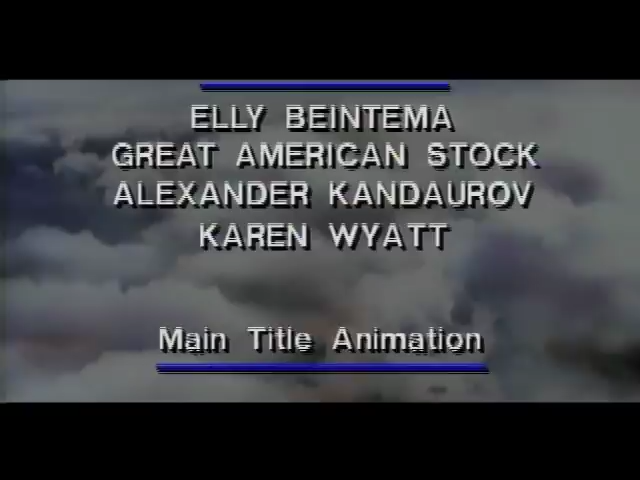 ELLY BEINTEMA
GREAT AMERICAN STOCK
ALEXANDER KANDAUROV
KAREN WYATT
Main Title Animation